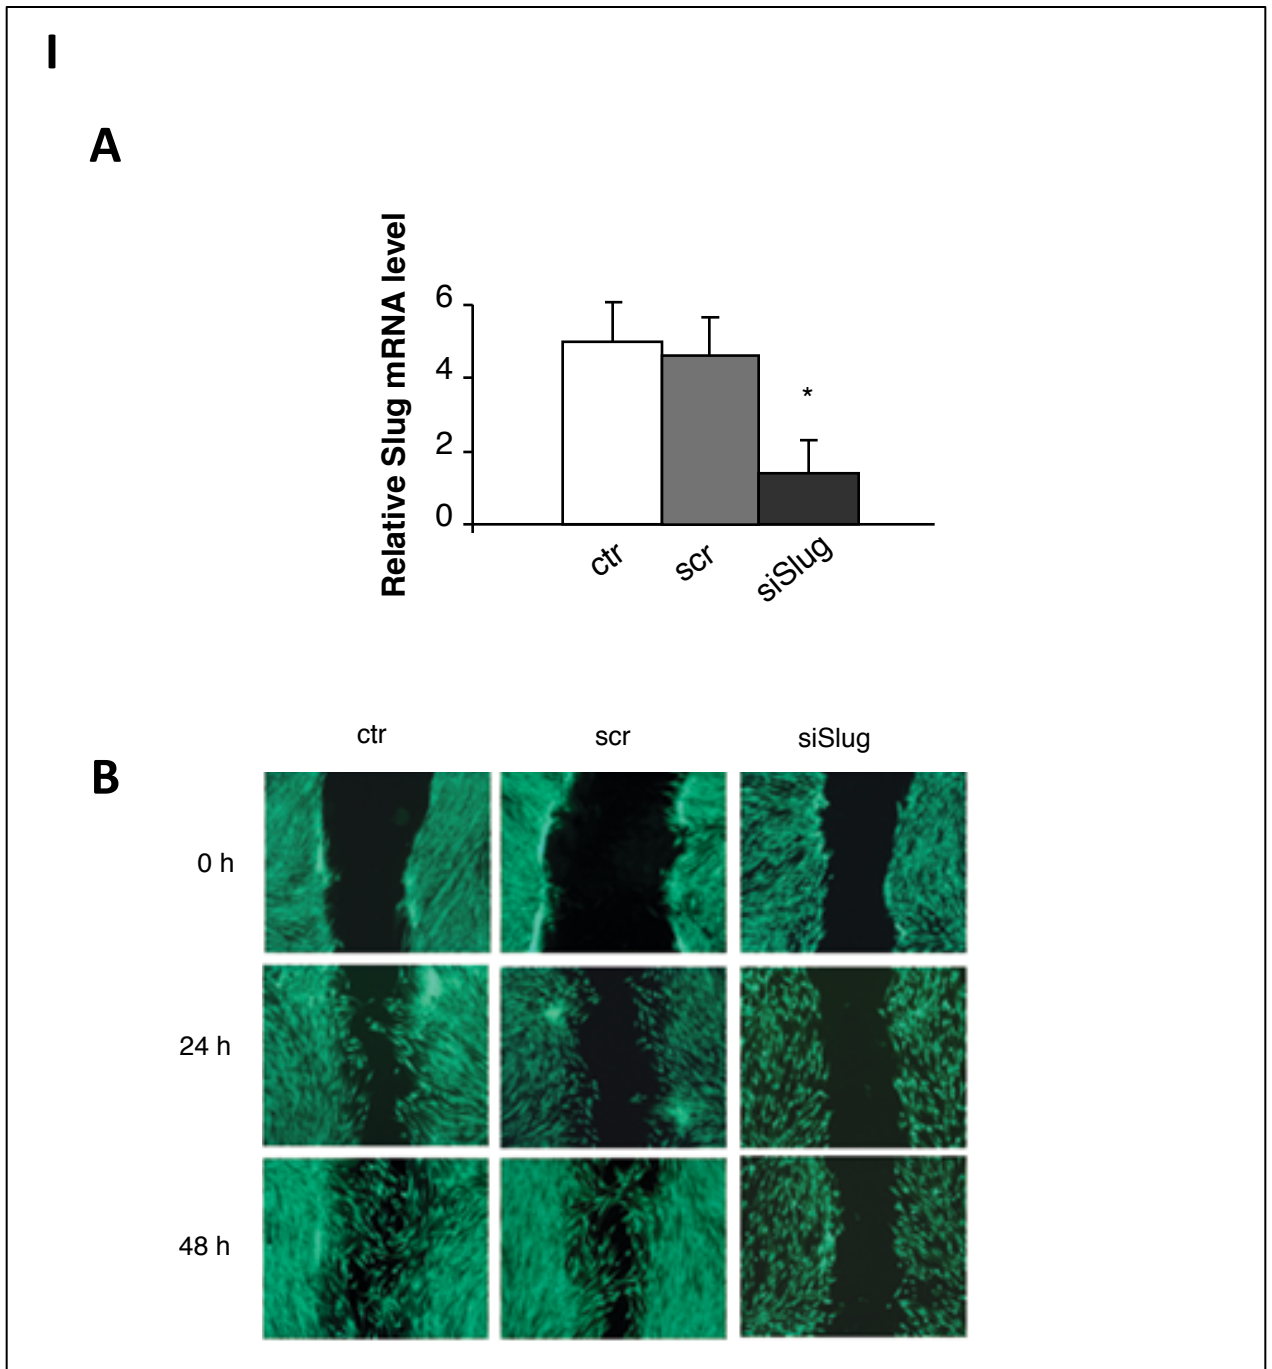 I
A
Relative Slug mRNA level
6
4
2
0
*
ctr
scr
siSlug
B
ctr
scr
siSlug
0 h
24 h
48 h